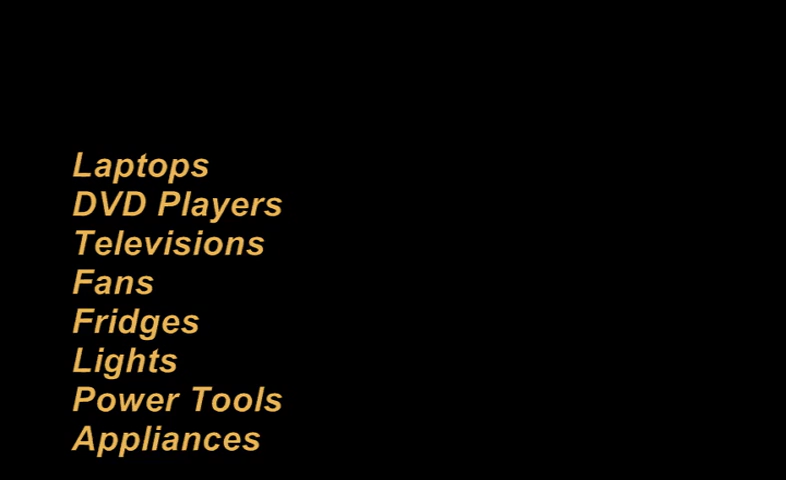 Laptops
DVD Players
Televisions
Fans
Fridges
Lights
Power Tools
Appliances